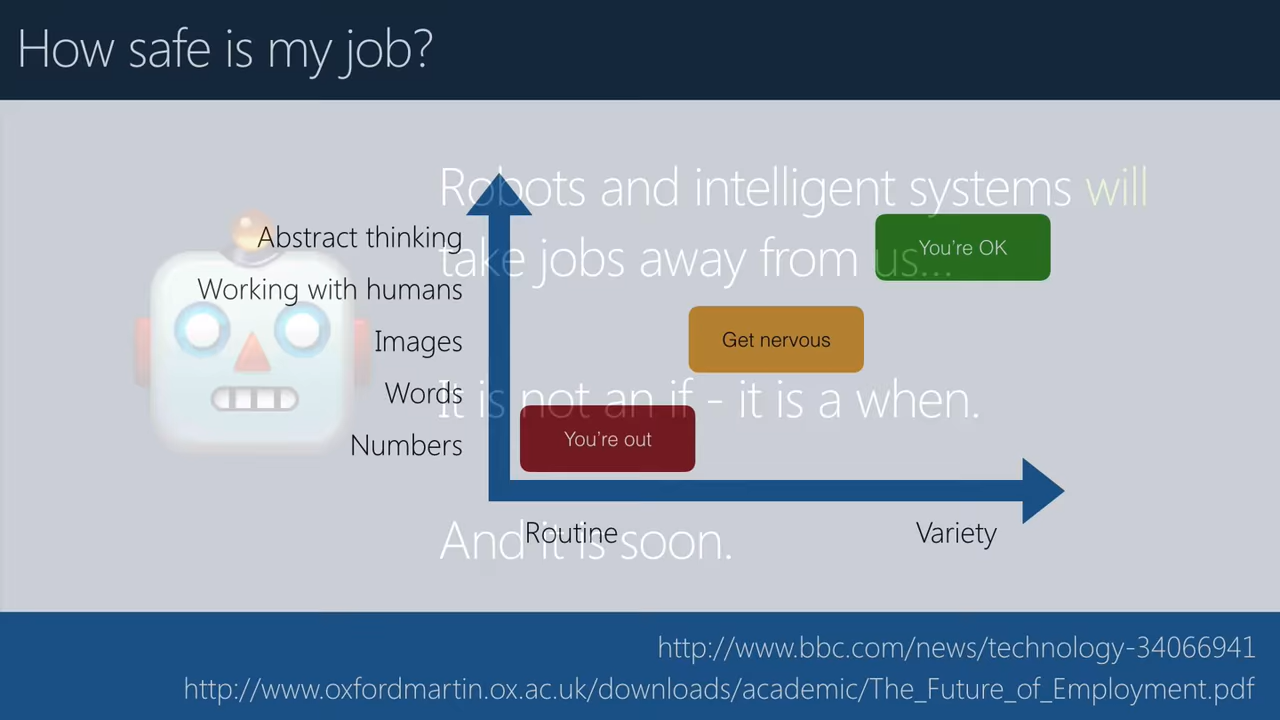 How safe is my job?
Robots and intelligent systems will
take jobs away from us...
It is not an if - it is a when.
And it is soon.
Abstract thinking
Working with humans
Images
Words
Numbers
You're OK
Get nervous
You're out
Routine
Variety
http://www.bbc.com/news/technology-34066941
http://www.oxfordmartin.ox.ac.uk/downloads/academic/The_Future_of_Employment.pdf